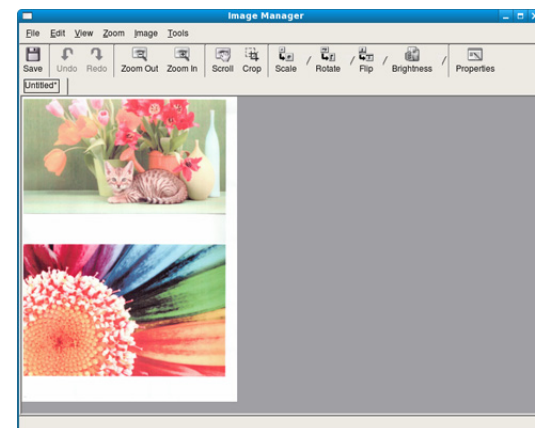 Image Manager
File Edit View Zoom Image Tools
Save Undo Redo Zoom Out Zoom In Scroll Crop Scale / Rotate / Flip / Brightness / Properties
Untitled*